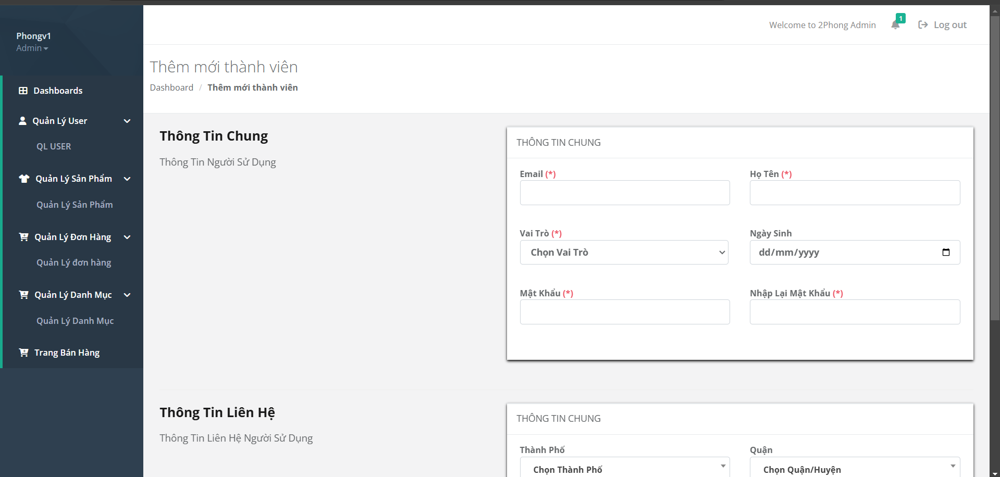 Phongv1
Admin
Dashboards
Quản Lý User
QL USER
Quản Lý Sản Phẩm
Quản Lý Sản Phẩm
Quản Lý Đơn Hàng
Quản Lý đơn hàng
Quản Lý Danh Mục
Quản Lý Danh Mục
Trang Bán Hàng
Welcome to 2Phong Admin
1
Log out
Thêm mới thành viên
Dashboard / Thêm mới thành viên
Thông Tin Chung
Thông Tin Người Sử Dụng
THÔNG TIN CHUNG
Email (*)
Họ Tên (*)
Vai Trò (*)
Ngày Sinh
Chọn Vai Trò
dd/mm/yyyy
Mật Khẩu (*)
Nhập Lại Mật Khẩu (*)
Thông Tin Liên Hệ
Thông Tin Liên Hệ Người Sử Dụng
THÔNG TIN CHUNG
Thành Phố
Quận
Chọn Thành Phố
Chọn Quận/Huyện